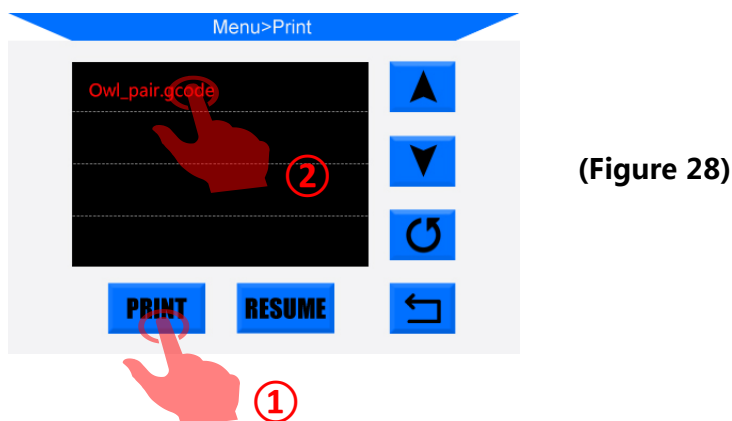 Menu>Print
Owl_pair.gcode
②
(Figure 28)
PRINT RESUME
①